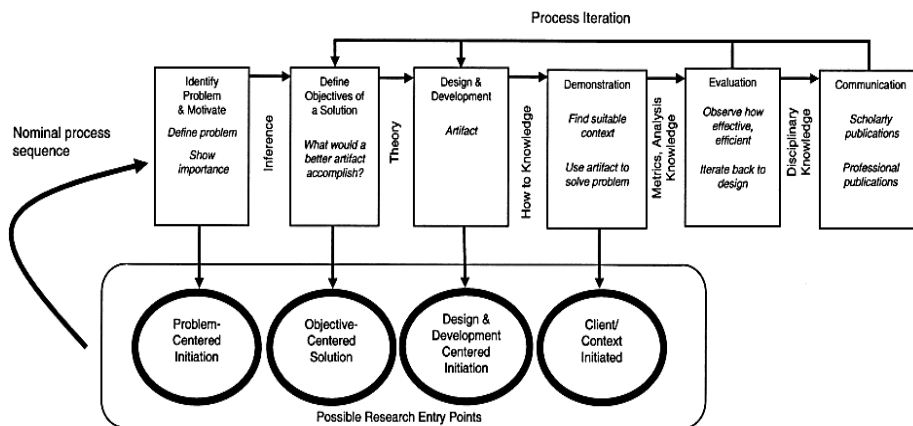 Process Iteration
Nominal process
sequence
Identify
Problem
& Motivate
Define problem
Show
importance
Inference
Define
Objectives of
a Solution
What would a
better artifact
accomplish?
Theory
Design &
Development
Artifact
How to Knowledge
Demonstration
Find suitable
context
Use artifact to
solve problem
Metrics, Analysis
Knowledge
Evaluation
Observe how
effective,
efficient
Iterate back to
design
Disciplinary
Knowledge
Communication
Scholarly
publications
Professional
publications
Problem-
Centered
Initiation
Objective-
Centered
Solution
Design &
Development
Centered
Initiation
Client/
Context
Initiated
Possible Research Entry Points